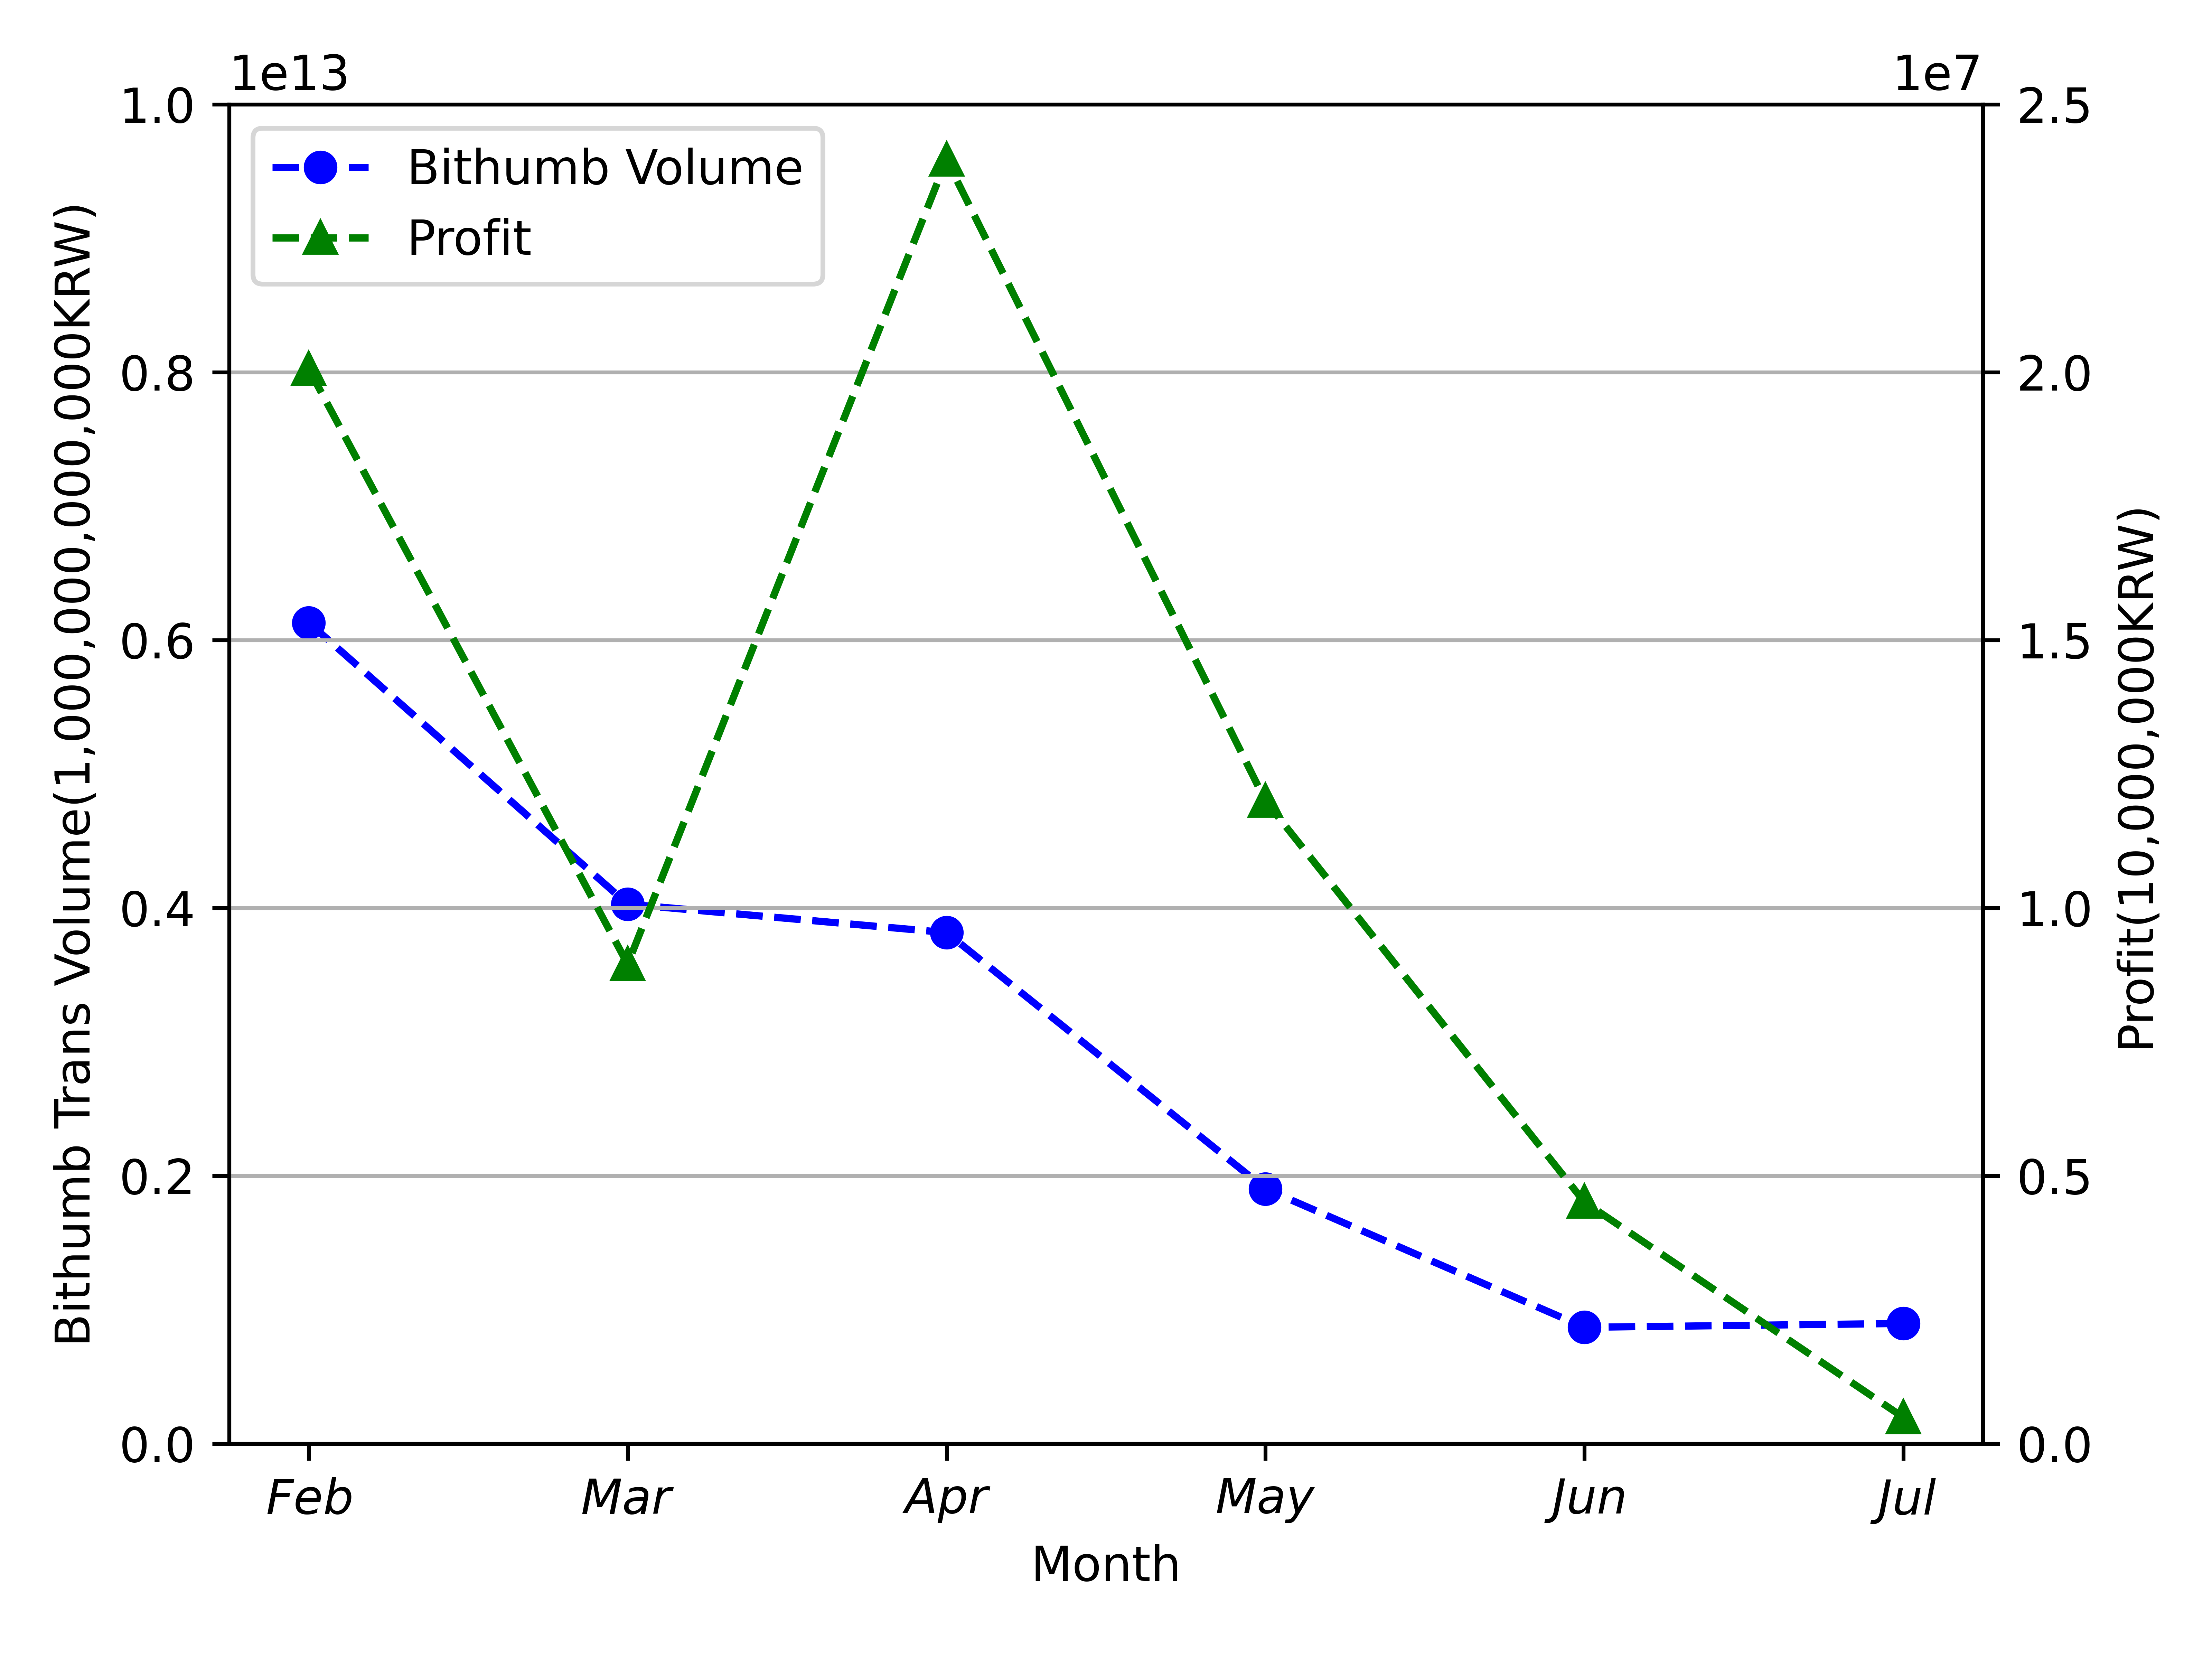 1e13
1e7
1.0
0.8
0.6
0.4
0.2
0.0
2.5
2.0
1.5
1.0
0.5
0.0
Bithumb Volume
Profit
Bithumb Trans Volume(1,000,000,000,000KRW)
Profit(10,000,000KRW)
Feb Mar Apr May Jun Jul
Month